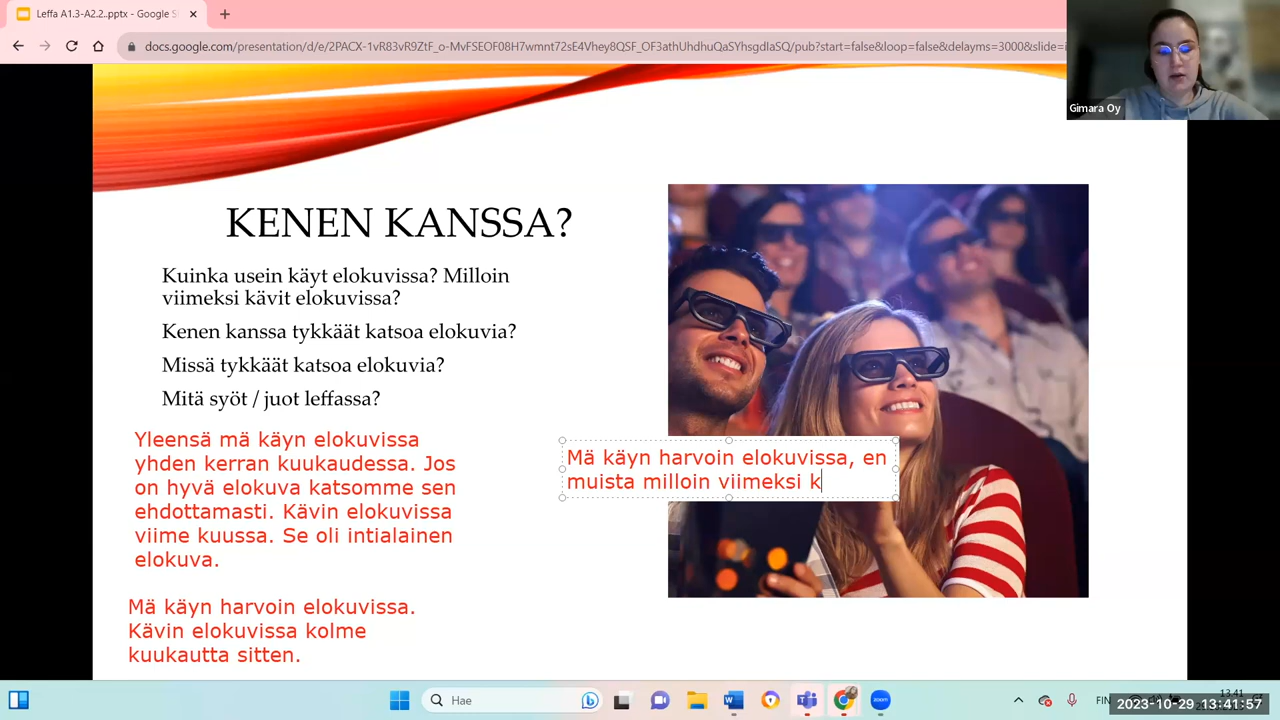 Leffa A1.3-A2.2..pptx - Google S
docs.google.com/presentation/d/e/2PACX-1vR83vR9ZtF_o-MvFSEOF08H7wmnt72sE4Vhey8QSF_OF3athUhdhuQaSYhsgdIaSQ/pub?start=false&loop=false&delayms=3000&slide=i
Gimara Oy
KENEN KANSSA?
Kuinka usein käyt elokuvissa? Milloin
viimeksi kävit elokuvissa?
Kenen kanssa tykkäät katsoa elokuvia?
Missä tykkäät katsoa elokuvia?
Mitä syöt / juot leffassa?
Yleensä mä käyn elokuvissa
yhden kerran kuukaudessa. Jos
on hyvä elokuva katsomme sen
ehdottamasti. Kävin elokuvissa
viime kuussa. Se oli intialainen
elokuva.
Mä käyn harvoin elokuvissa, en
muista milloin viimeksi k
Mä käyn harvoin elokuvissa.
Kävin elokuvissa kolme
kuukautta sitten.
Hae
zoom
FIN
13.41
2023-10-29 13:41:57